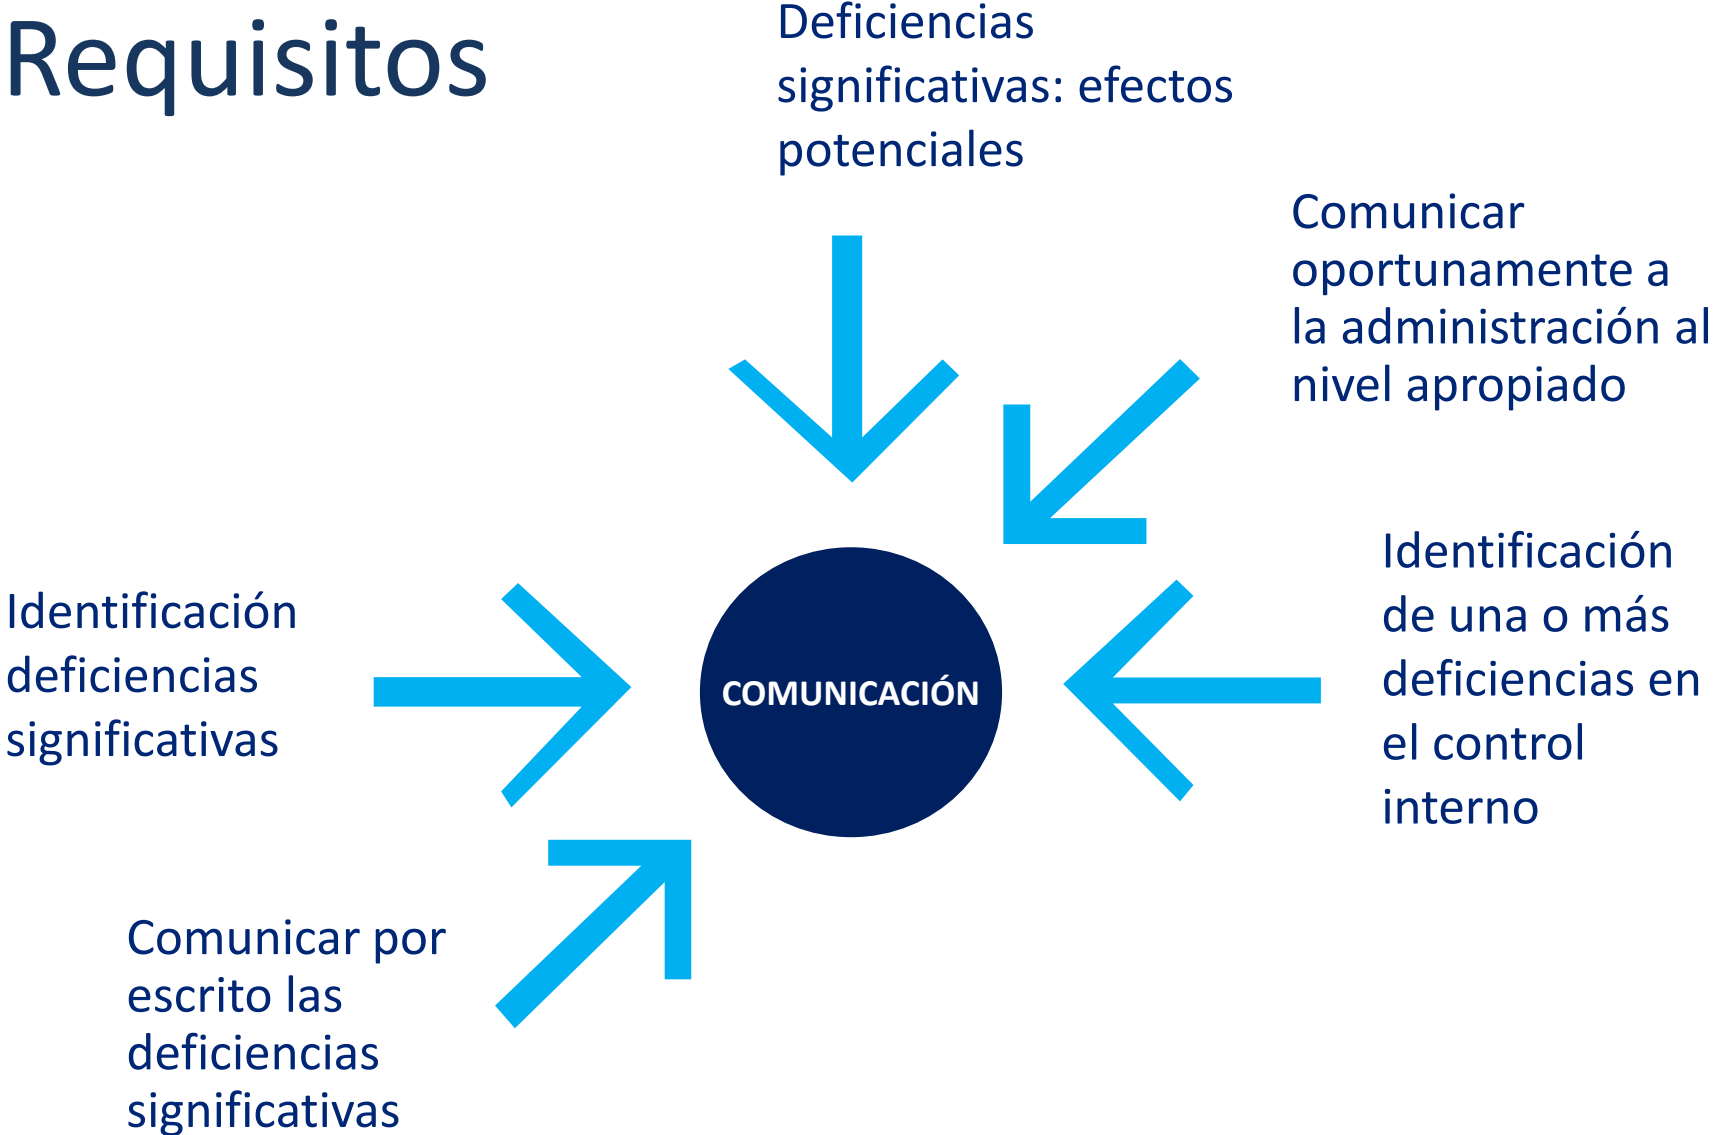 Requisitos
Deficiencias
significativas: efectos
potenciales
Comunicar
oportunamente a
la administración al
nivel apropiado
Identificación
deficiencias
significativas
COMUNICACIÓN
Identificación
de una o más
deficiencias en
el control
interno
Comunicar por
escrito las
deficiencias
significativas